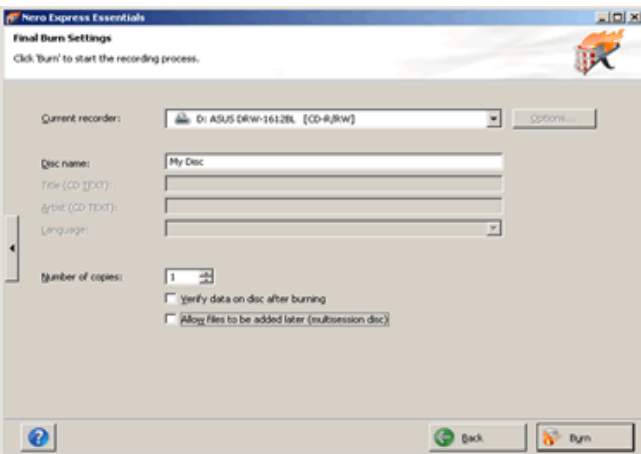 Nero Express Essentials
Final Burn Settings
Click 'Burn' to start the recording process.
Current recorder: D: ASUS DRW-1612BL [CD-R/RW] Options...
Disc name: My Disc
Title (CD TEXT):
Artist (CD TEXT):
Language:
Number of copies: 1
Verify data on disc after burning
Allow files to be added later (multisession disc)
Back Burn